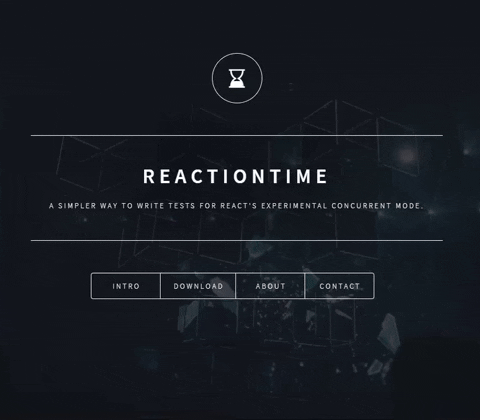 REACTIONTIME
A SIMPLER WAY TO WRITE TESTS FOR REACT'S EXPERIMENTAL CONCURRENT MODE.
INTRO DOWNLOAD ABOUT CONTACT